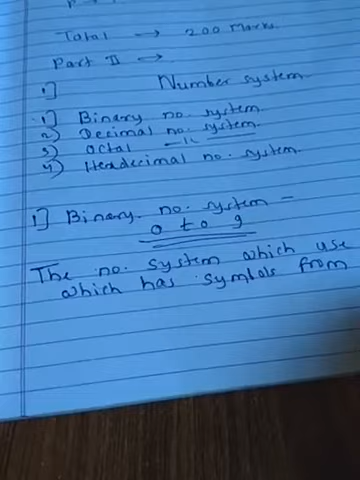 Total → 200 Marks.
Part II →
1] Number system
1] Binary no. system
2) Decimal no. system.
3) octal —11—
4) Hexadecimal no. system.
1] Binary no. system -
0 to 9
The no. system which use
which has symbols from